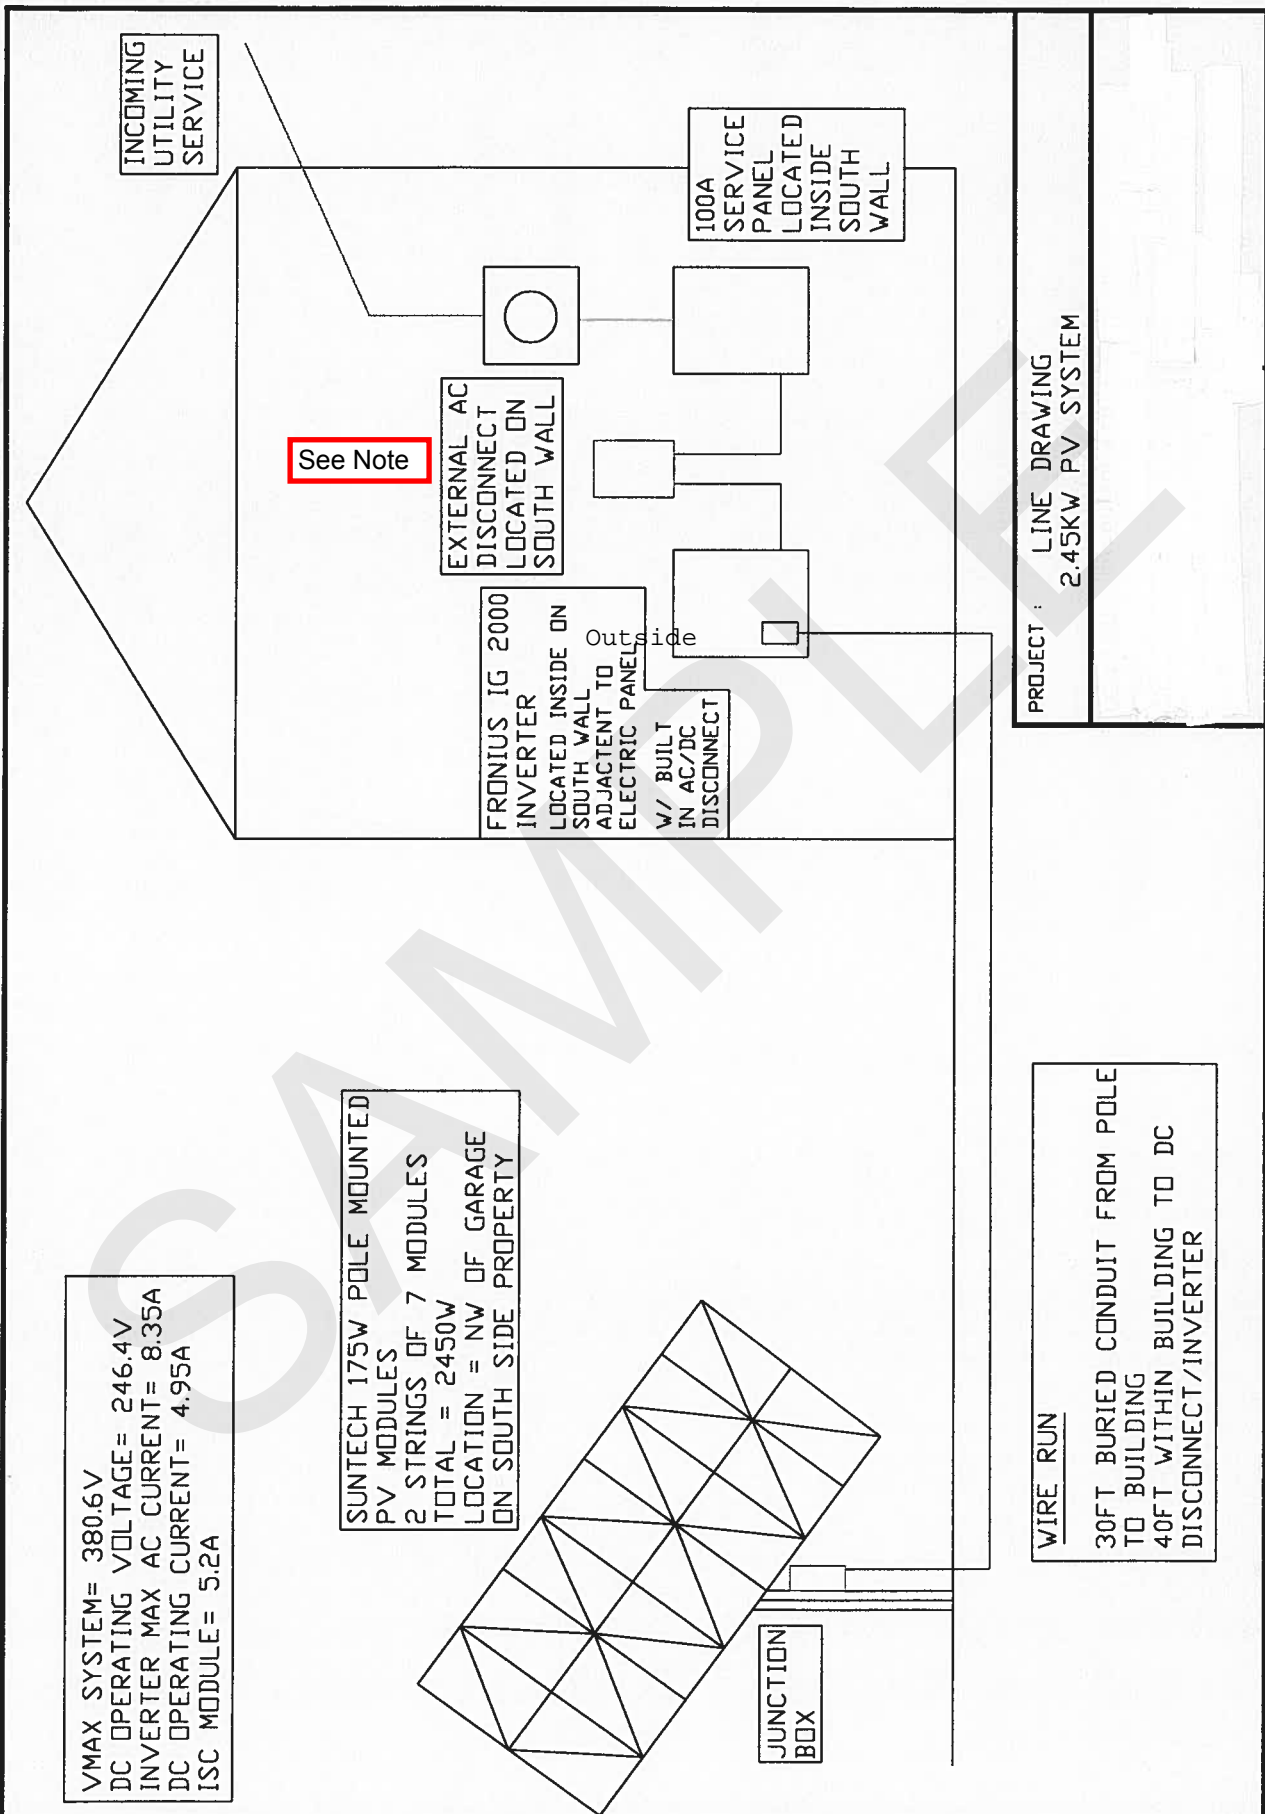 VMAX SYSTEM= 380.6V
DC OPERATING VOLTAGE= 246.4V
INVERTER MAX AC CURRENT= 8.35A
DC OPERATING CURRENT= 4.95A
ISC MODULE= 5.2A
SUNTECH 175W POLE MOUNTED
PV MODULES
2 STRINGS OF 7 MODULES
TOTAL = 2450W
LOCATION = NW OF GARAGE
ON SOUTH SIDE PROPERTY
JUNCTION
BOX
WIRE RUN
30FT BURIED CONDUIT FROM POLE
TO BUILDING
40FT WITHIN BUILDING TO DC
DISCONNECT/INVERTER
INCOMING
UTILITY
SERVICE
See Note
EXTERNAL AC
DISCONNECT
LOCATED ON
SOUTH WALL
FRONIUS IG 2000
INVERTER
LOCATED INSIDE ON
SOUTH WALL
ADJACTENT TO
ELECTRIC PANEL
W/ BUILT
IN AC/DC
DISCONNECT
Outside
100A
SERVICE
PANEL
LOCATED
INSIDE
SOUTH
WALL
PROJECT : LINE DRAWING
2.45KW PV SYSTEM
SAMPLE